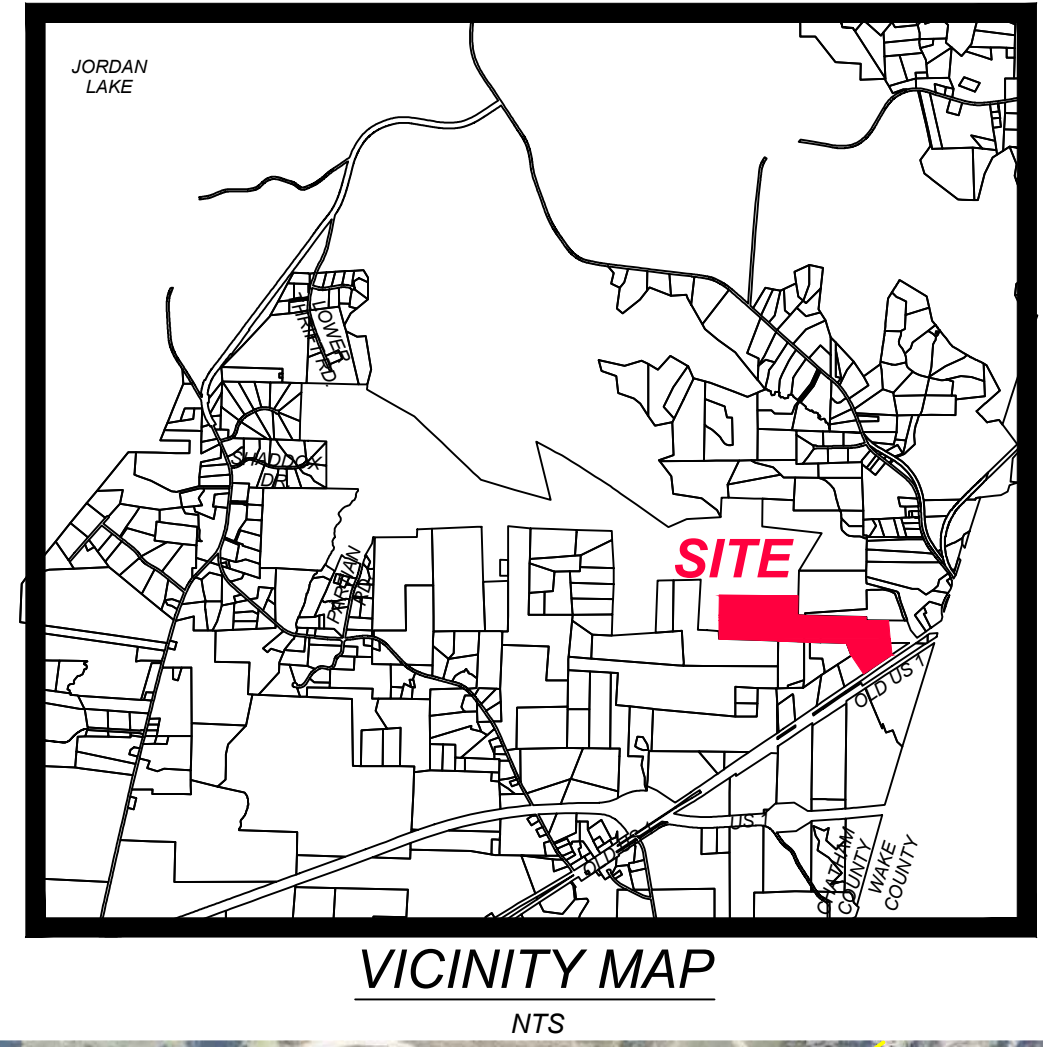 JORDAN
LAKE
LOWER
THRIFT RD.
SHADDOX
DR.
SITE
OLD US 1
US 1
CHATHAM
COUNTY
WAKE
COUNTY
VICINITY MAP
NTS